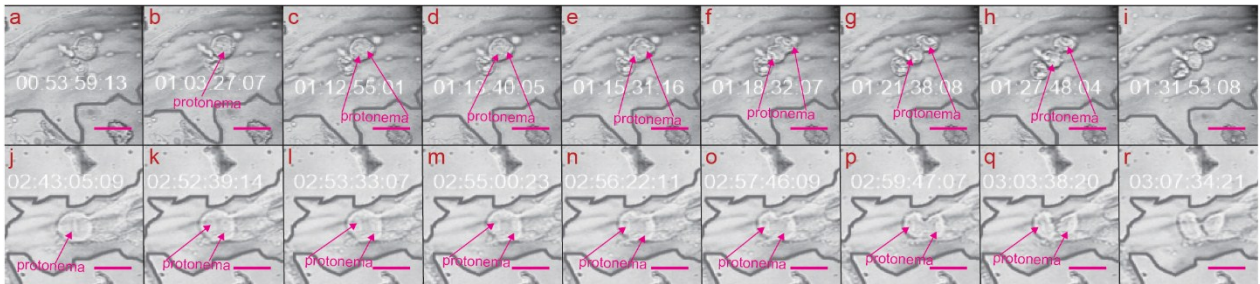 a b c d e f g h i
00:53:59:13 01:03:27:07 01:12:55:01 01:13:40:05 01:15:31:16 01:18:32:07 01:21:38:08 01:27:48:04 01:31:53:08
protonema protonema protonema protonema protonema protonema protonema
j k l m n o p q r
02:43:05:09 02:52:39:14 02:53:33:07 02:55:00:23 02:56:22:11 02:57:46:09 02:59:47:07 03:03:38:20 03:07:34:21
protonema protonema protonema protonema protonema protonema protonema protonema